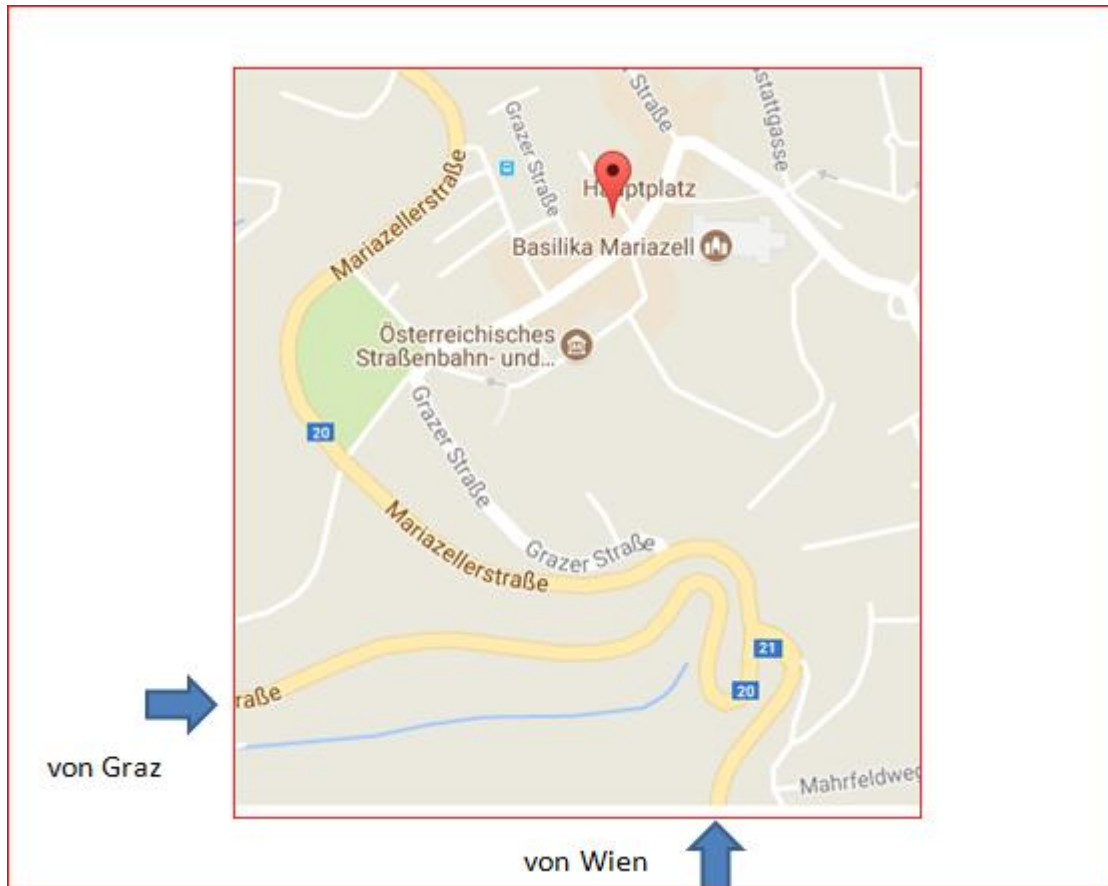 Straße
stattgasse
Grazer Straße
Mariazellerstraße
Hauptplatz
Basilika Mariazell
Österreichisches
Straßenbahn- und...
20
Grazer Straße
Mariazellerstraße
Grazer Straße
21
20
raße
von Graz
Mahrfeldweg
von Wien